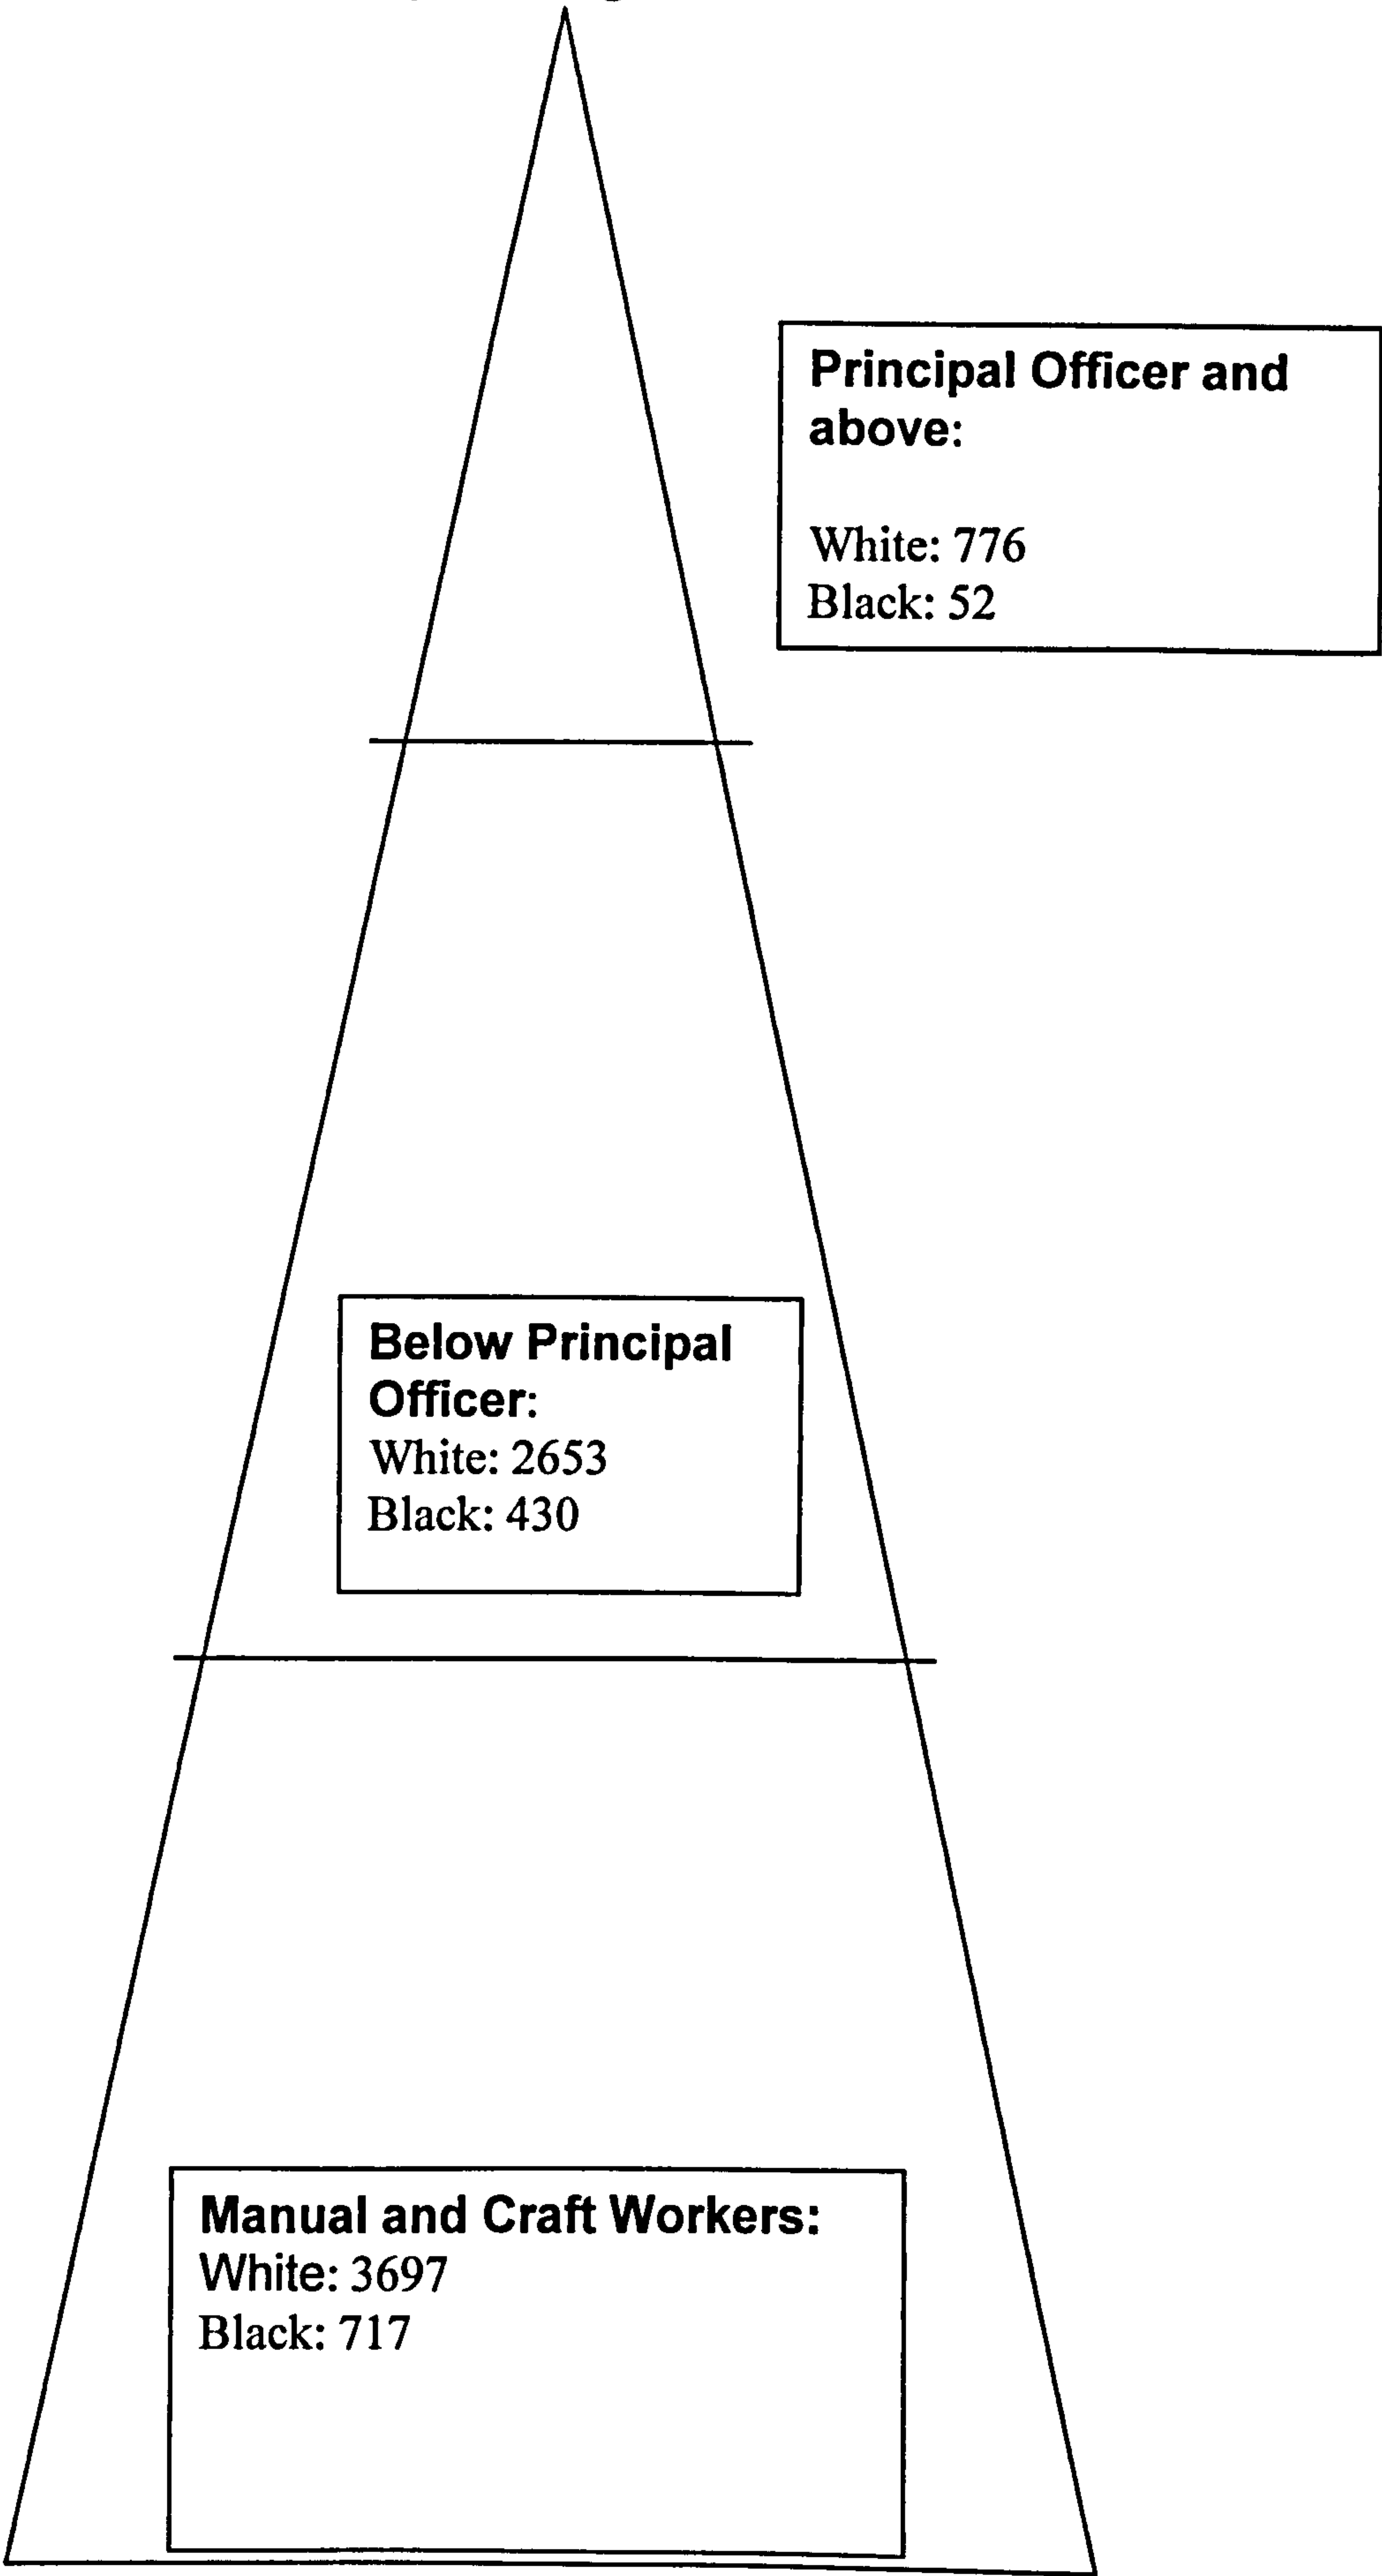 Principal Officer and
above:
White: 776
Black: 52
Below Principal
Officer:
White: 2653
Black: 430
Manual and Craft Workers:
White: 3697
Black: 717